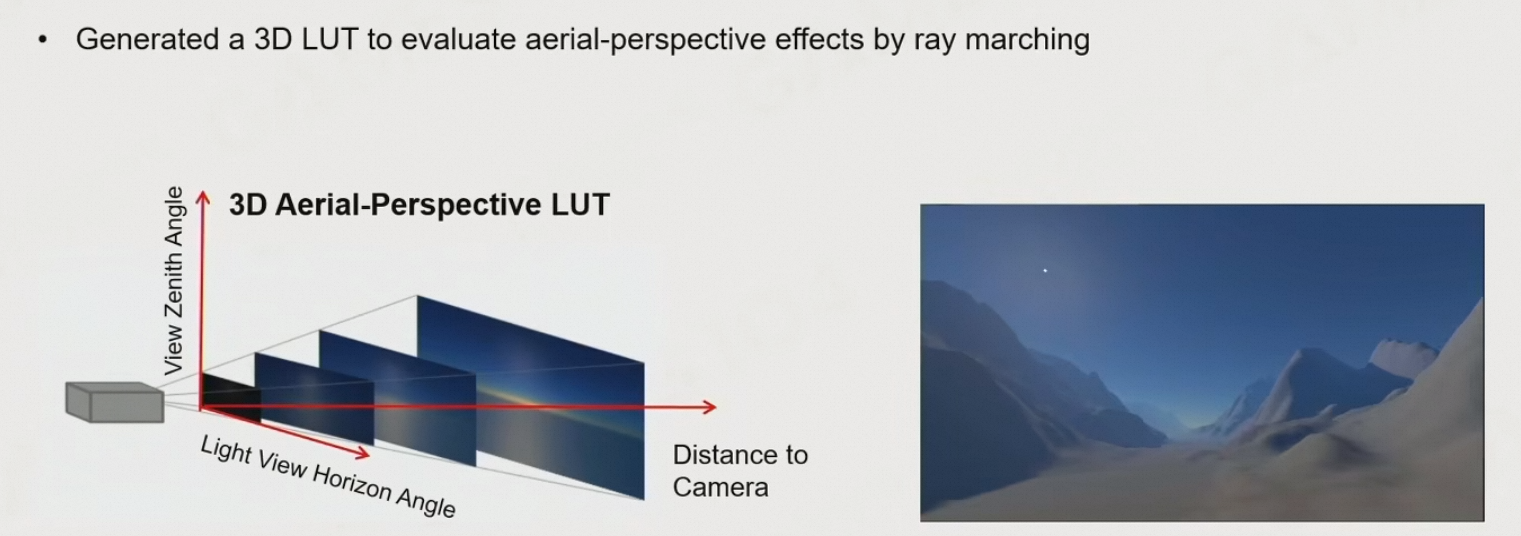 • Generated a 3D LUT to evaluate aerial-perspective effects by ray marching
3D Aerial-Perspective LUT
View Zenith Angle
Light View Horizon Angle
Distance to
Camera